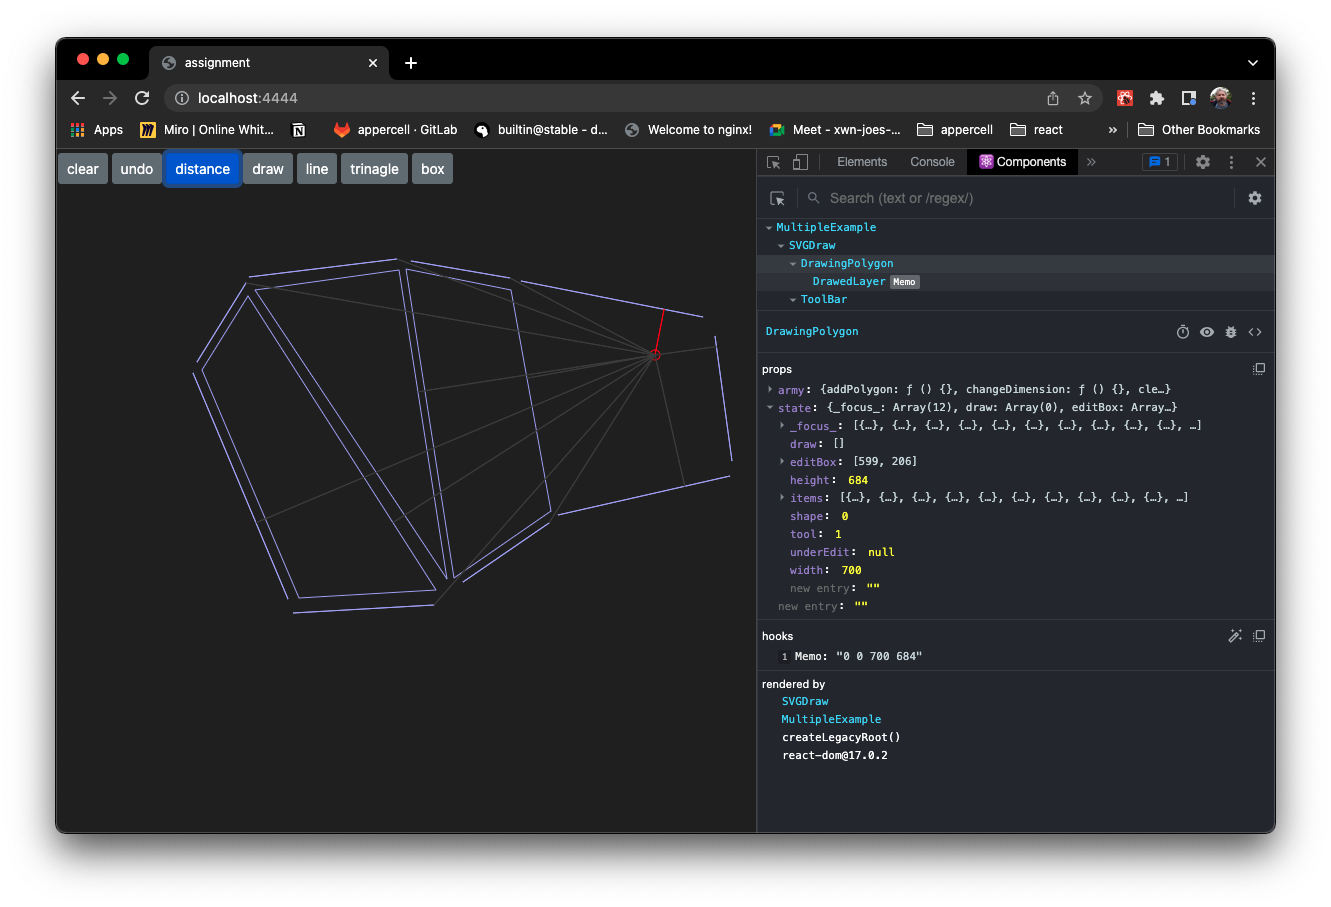 assignment
localhost:4444
Apps Miro | Online Whit... appercell · GitLab builtin@stable - d... Welcome to nginx! Meet - xwn-joes-... appercell react » Other Bookmarks
clear undo distance draw line trinagle box
Elements Console Components » 1
Search (text or /regex/)
MultipleExample
SVGDraw
DrawingPolygon
DrawedLayer Memo
ToolBar
DrawingPolygon
props
army: {addPolygon: ƒ () {}, changeDimension: ƒ () {}, cle…}
state: {_focus_: Array(12), draw: Array(0), editBox: Array…}
_focus_: [{…}, {…}, {…}, {…}, {…}, {…}, {…}, {…}, {…}, {…}, …]
draw: []
editBox: [599, 206]
height: 684
items: [{…}, {…}, {…}, {…}, {…}, {…}, {…}, {…}, {…}, {…}, …]
shape: 0
tool: 1
underEdit: null
width: 700
new entry: ""
new entry: ""
hooks
1 Memo: "0 0 700 684"
rendered by
SVGDraw
MultipleExample
createLegacyRoot()
react-dom@17.0.2